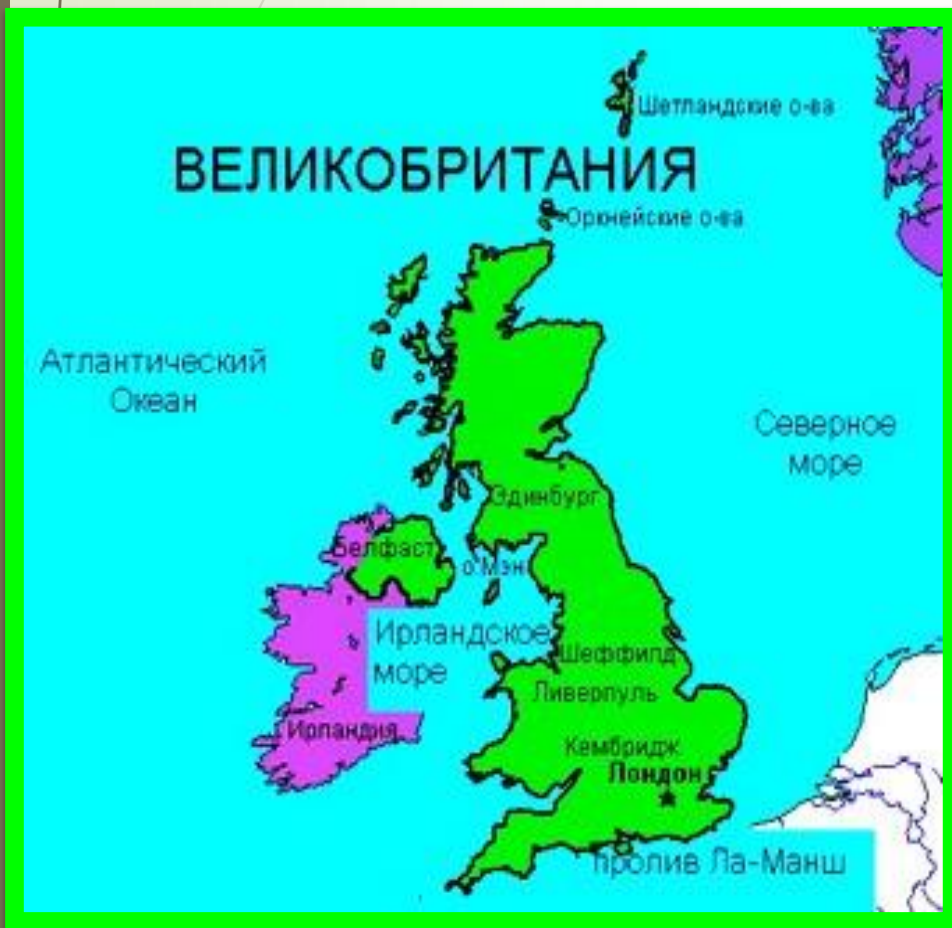 Шетландские о-ва
ВЕЛИКОБРИТАНИЯ
Оркнейские о-ва
Атлантический
Океан
Северное
море
Эдинбург
Белфаст
о.Мэн
Ирландское
море
Шеффилд
Ливерпуль
Ирландия
Кембридж
Лондон
пролив Ла-Манш